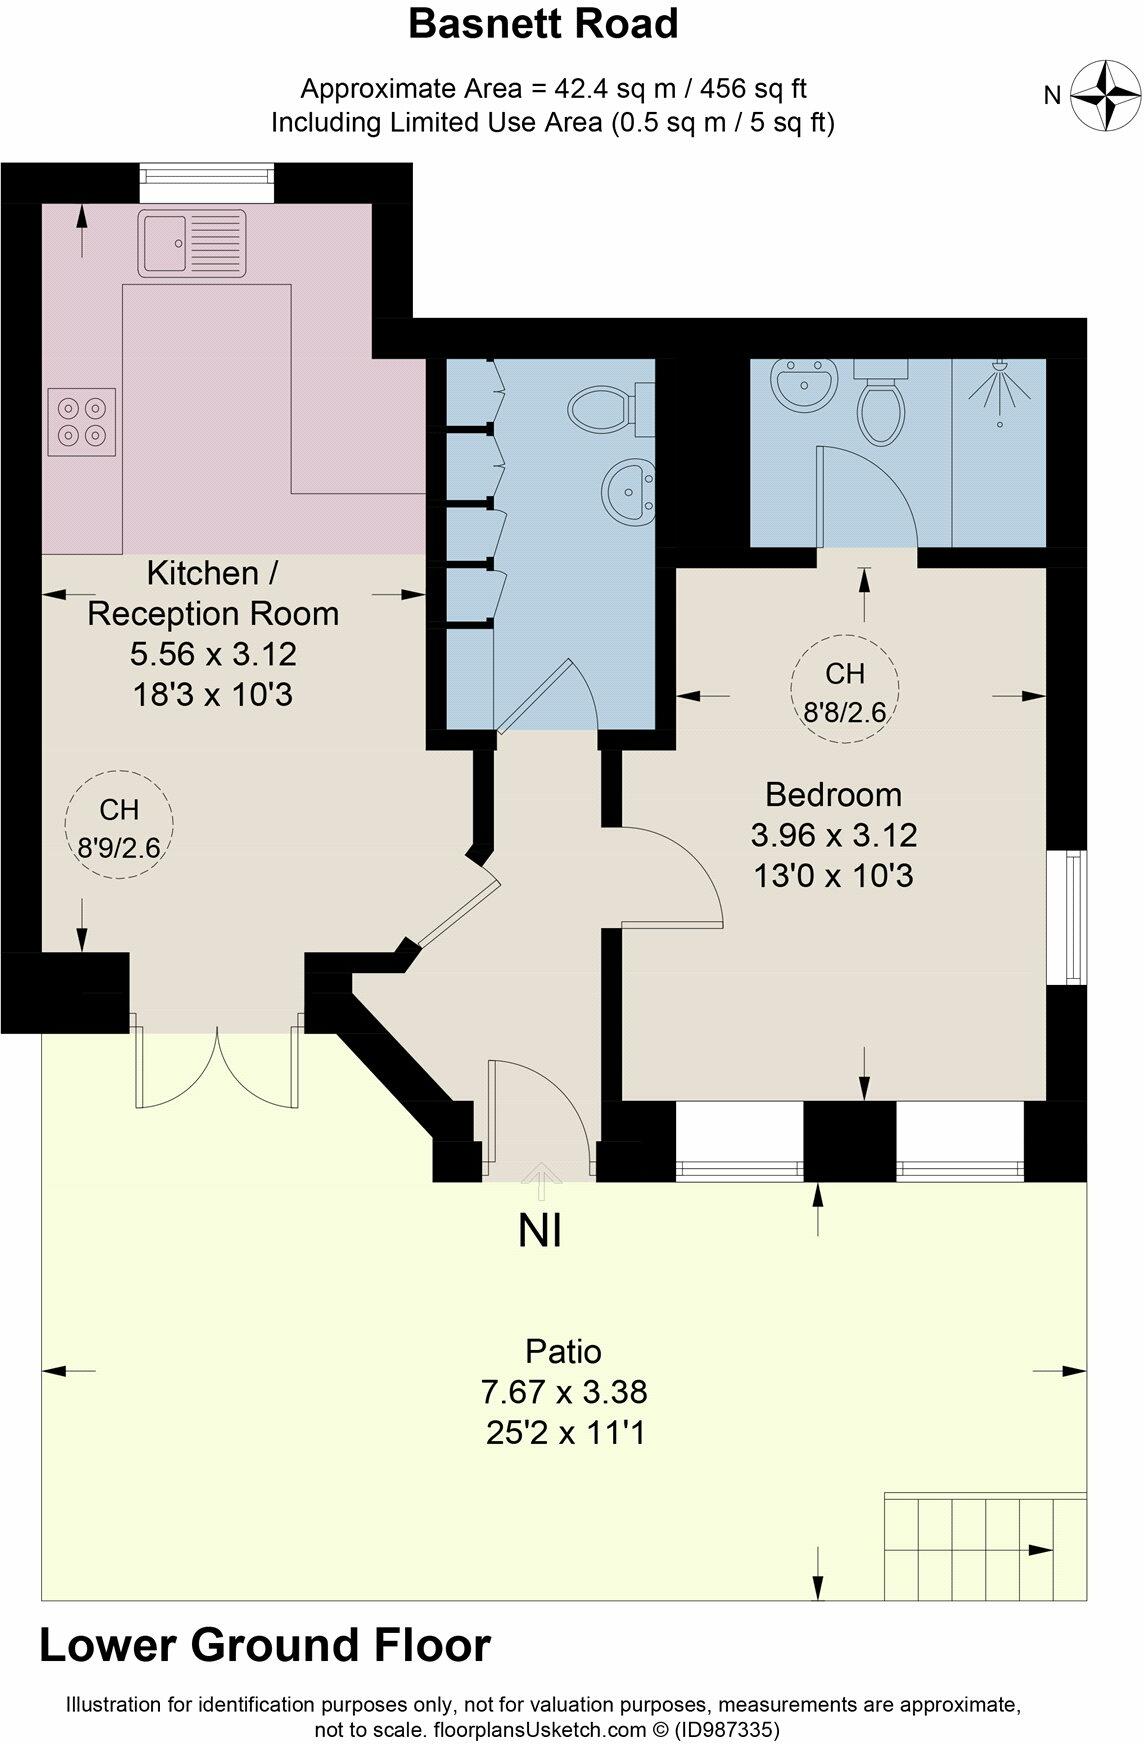 Basnett Road
Approximate Area = 42.4 sq m / 456 sq ft
Including Limited Use Area (0.5 sq m / 5 sq ft)
N
Kitchen /
Reception Room
5.56 x 3.12
18'3 x 10'3
CH
8'9/2.6
CH
8'8/2.6
Bedroom
3.96 x 3.12
13'0 x 10'3
NI
Patio
7.67 x 3.38
25'2 x 11'1
Lower Ground Floor
Illustration for identification purposes only, not for valuation purposes, measurements are approximate,
not to scale. floorplansUsketch.com © (ID987335)